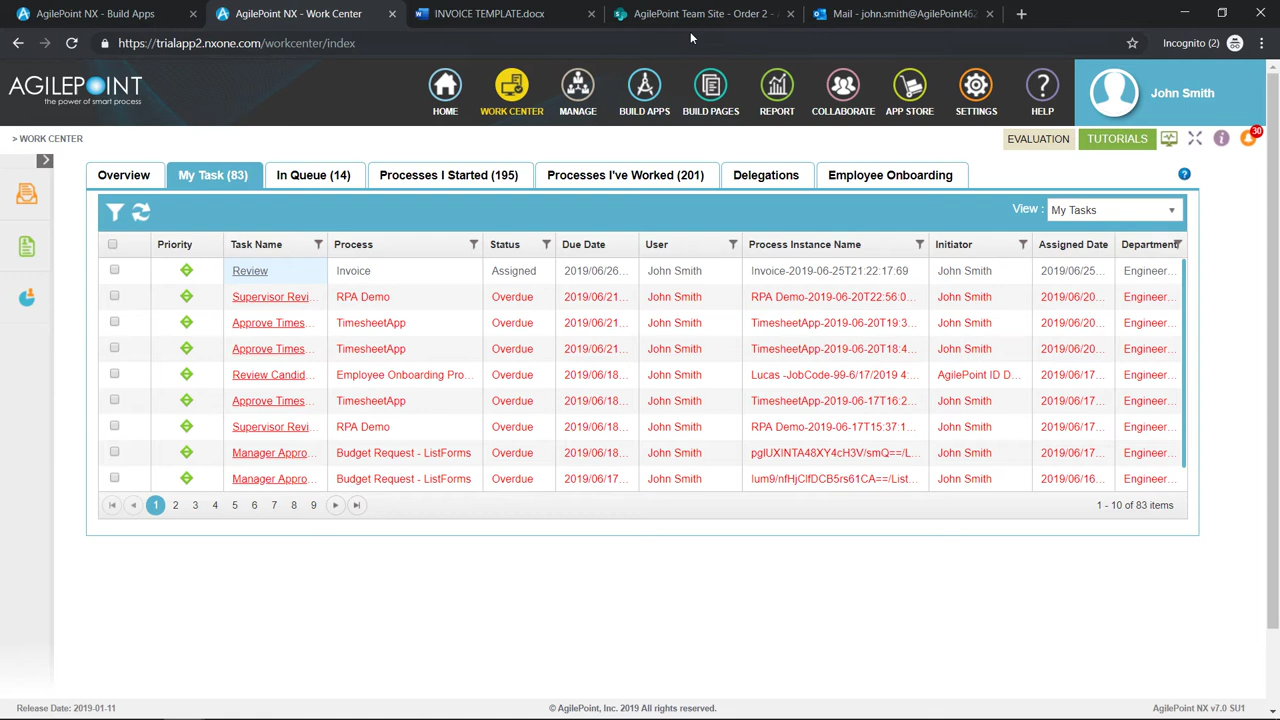 AgilePoint NX - Build Apps
AgilePoint NX - Work Center
INVOICE TEMPLATE.docx
AgilePoint Team Site - Order 2 -
Mail - john.smith@AgilePoint462
https://trialapp2.nxone.com/workcenter/index
Incognito (2)
AGILEPOINT
the power of smart process
HOME
WORK CENTER
MANAGE
BUILD APPS
BUILD PAGES
REPORT
COLLABORATE
APP STORE
SETTINGS
HELP
John Smith
> WORK CENTER
EVALUATION
TUTORIALS
30
Overview
My Task (83)
In Queue (14)
Processes I Started (195)
Processes I've Worked (201)
Delegations
Employee Onboarding
View : My Tasks
Priority Task Name Process Status Due Date User Process Instance Name Initiator Assigned Date Department
Review Invoice Assigned 2019/06/26... John Smith Invoice-2019-06-25T21:22:17:69 John Smith 2019/06/25... Engineer...
Supervisor Revi... RPA Demo Overdue 2019/06/21... John Smith RPA Demo-2019-06-20T22:56:0... John Smith 2019/06/20... Engineer...
Approve Times... TimesheetApp Overdue 2019/06/21... John Smith TimesheetApp-2019-06-20T19:3... John Smith 2019/06/20... Engineer...
Approve Times... TimesheetApp Overdue 2019/06/21... John Smith TimesheetApp-2019-06-20T18:4... John Smith 2019/06/20... Engineer...
Review Candid... Employee Onboarding Pro... Overdue 2019/06/18... John Smith Lucas -JobCode-99-6/17/2019 4:... AgilePoint ID D... 2019/06/17... Engineer...
Approve Times... TimesheetApp Overdue 2019/06/18... John Smith TimesheetApp-2019-06-17T16:2... John Smith 2019/06/17... Engineer...
Supervisor Revi... RPA Demo Overdue 2019/06/18... John Smith RPA Demo-2019-06-17T15:37:1... John Smith 2019/06/17... Engineer...
Manager Appro... Budget Request - ListForms Overdue 2019/06/18... John Smith pglUXINTA48XY4cH3V/smQ==/L... John Smith 2019/06/17... Engineer...
Manager Appro... Budget Request - ListForms Overdue 2019/06/17... John Smith Ium9/nfHjClfDCB5rs61CA==/List... John Smith 2019/06/16... Engineer...
1 2 3 4 5 6 7 8 9
1 - 10 of 83 items
Release Date: 2019-01-11
© AgilePoint, Inc. 2019 All rights reserved.
AgilePoint NX v7.0 SU1